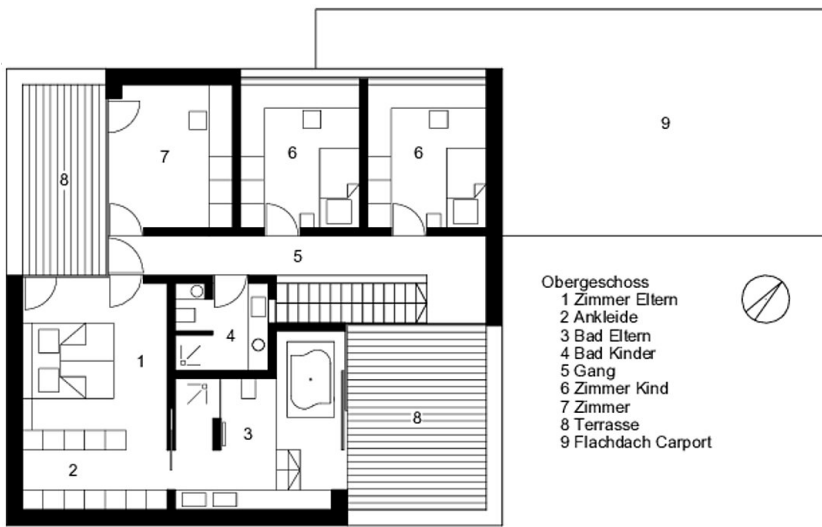 9
7
6
6
8
5
4
1
3
8
2
Obergeschoss
1 Zimmer Eltern
2 Ankleide
3 Bad Eltern
4 Bad Kinder
5 Gang
6 Zimmer Kind
7 Zimmer
8 Terrasse
9 Flachdach Carport